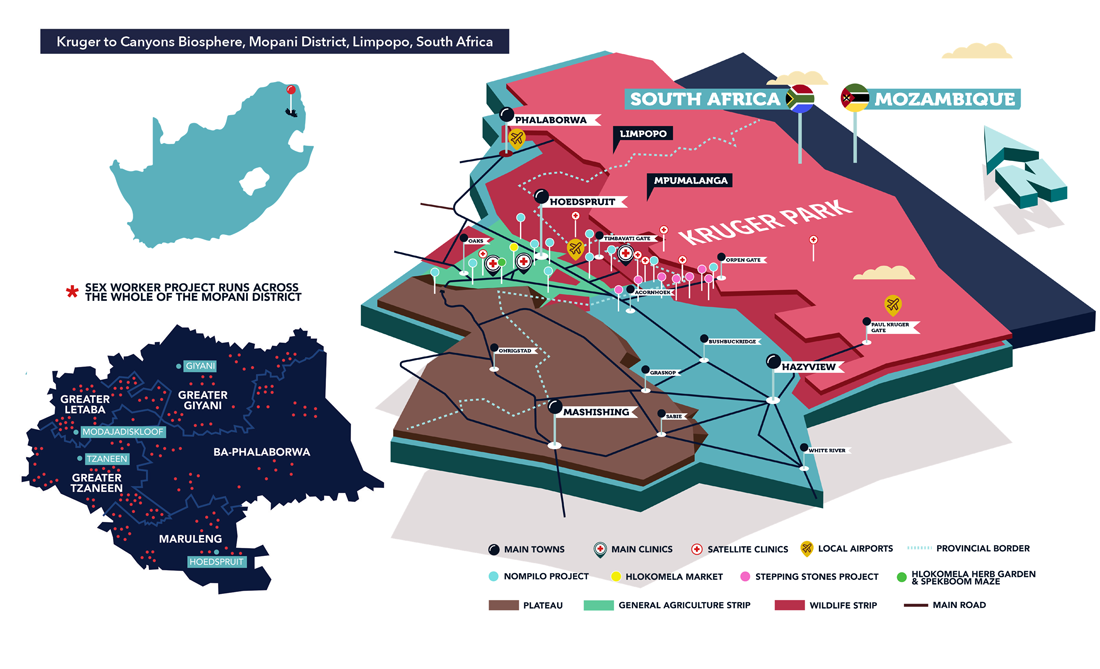 Kruger to Canyons Biosphere, Mopani District, Limpopo, South Africa
SOUTH AFRICA
MOZAMBIQUE
PHALABORWA
LIMPOPO
MPUMALANGA
HOEDSPRUIT
KRUGER PARK
OAKS
TIMBAVATI GATE
ORPEN GATE
ACORNHOEK
PAUL KRUGER
GATE
BUSHBUCKRIDGE
OHRIGSTAD
GRASKOP
HAZYVIEW
MASHISHING
SABIE
WHITE RIVER
N
* SEX WORKER PROJECT RUNS ACROSS
THE WHOLE OF THE MOPANI DISTRICT
GIYANI
GREATER
LETABA
GREATER
GIYANI
MODAJADISKLOOF
TZANEEN
BA-PHALABORWA
GREATER
TZANEEN
MARULENG
HOEDSPRUIT
MAIN TOWNS
MAIN CLINICS
SATELLITE CLINICS
LOCAL AIRPORTS
PROVINCIAL BORDER
NOMPILO PROJECT
HLOKOMELA MARKET
STEPPING STONES PROJECT
HLOKOMELA HERB GARDEN
& SPEKBOOM MAZE
PLATEAU
GENERAL AGRICULTURE STRIP
WILDLIFE STRIP
MAIN ROAD